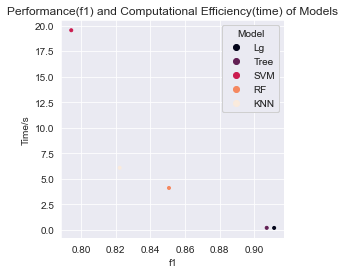 Performance(f1) and Computational Efficiency(time) of Models
20.0
17.5
15.0
12.5
10.0
7.5
5.0
2.5
0.0
Time/s
Model
Lg
Tree
SVM
RF
KNN
0.80 0.82 0.84 0.86 0.88 0.90
f1